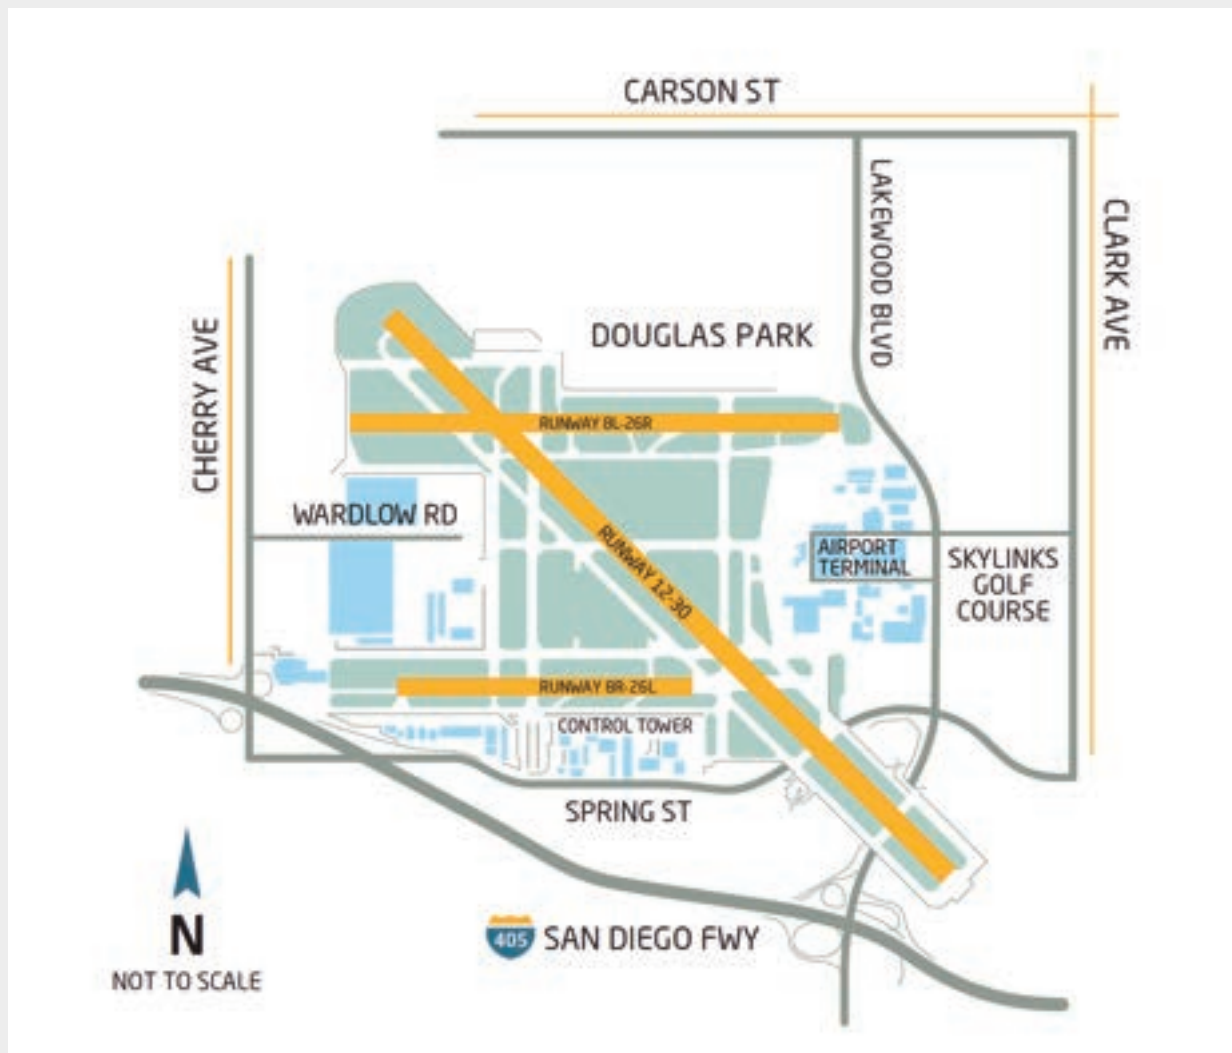 CARSON ST
LAKEWOOD BLVD
CLARK AVE
CHERRY AVE
DOUGLAS PARK
RUNWAY 8L-26R
WARDLOW RD
RUNWAY 12-30
AIRPORT
TERMINAL
SKYLINKS
GOLF
COURSE
RUNWAY 8R-26L
CONTROL TOWER
SPRING ST
405
SAN DIEGO FWY
N
NOT TO SCALE